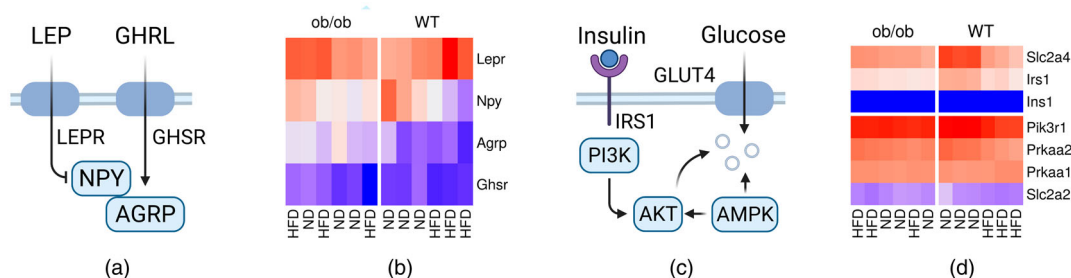 LEP GHRL
LEPR GHSR
NPY
AGRP
(a)
ob/ob WT
Lepr
Npy
Agrp
Ghsr
HFD ND HFD ND ND HFD ND ND ND HFD HFD HFD
(b)
Insulin Glucose
GLUT4
IRS1
PI3K
AKT AMPK
(c)
ob/ob WT
Slc2a4
Irs1
Ins1
Pik3r1
Prkaa2
Prkaa1
Slc2a2
HFD HFD ND ND ND ND ND ND HFD HFD HFD
(d)